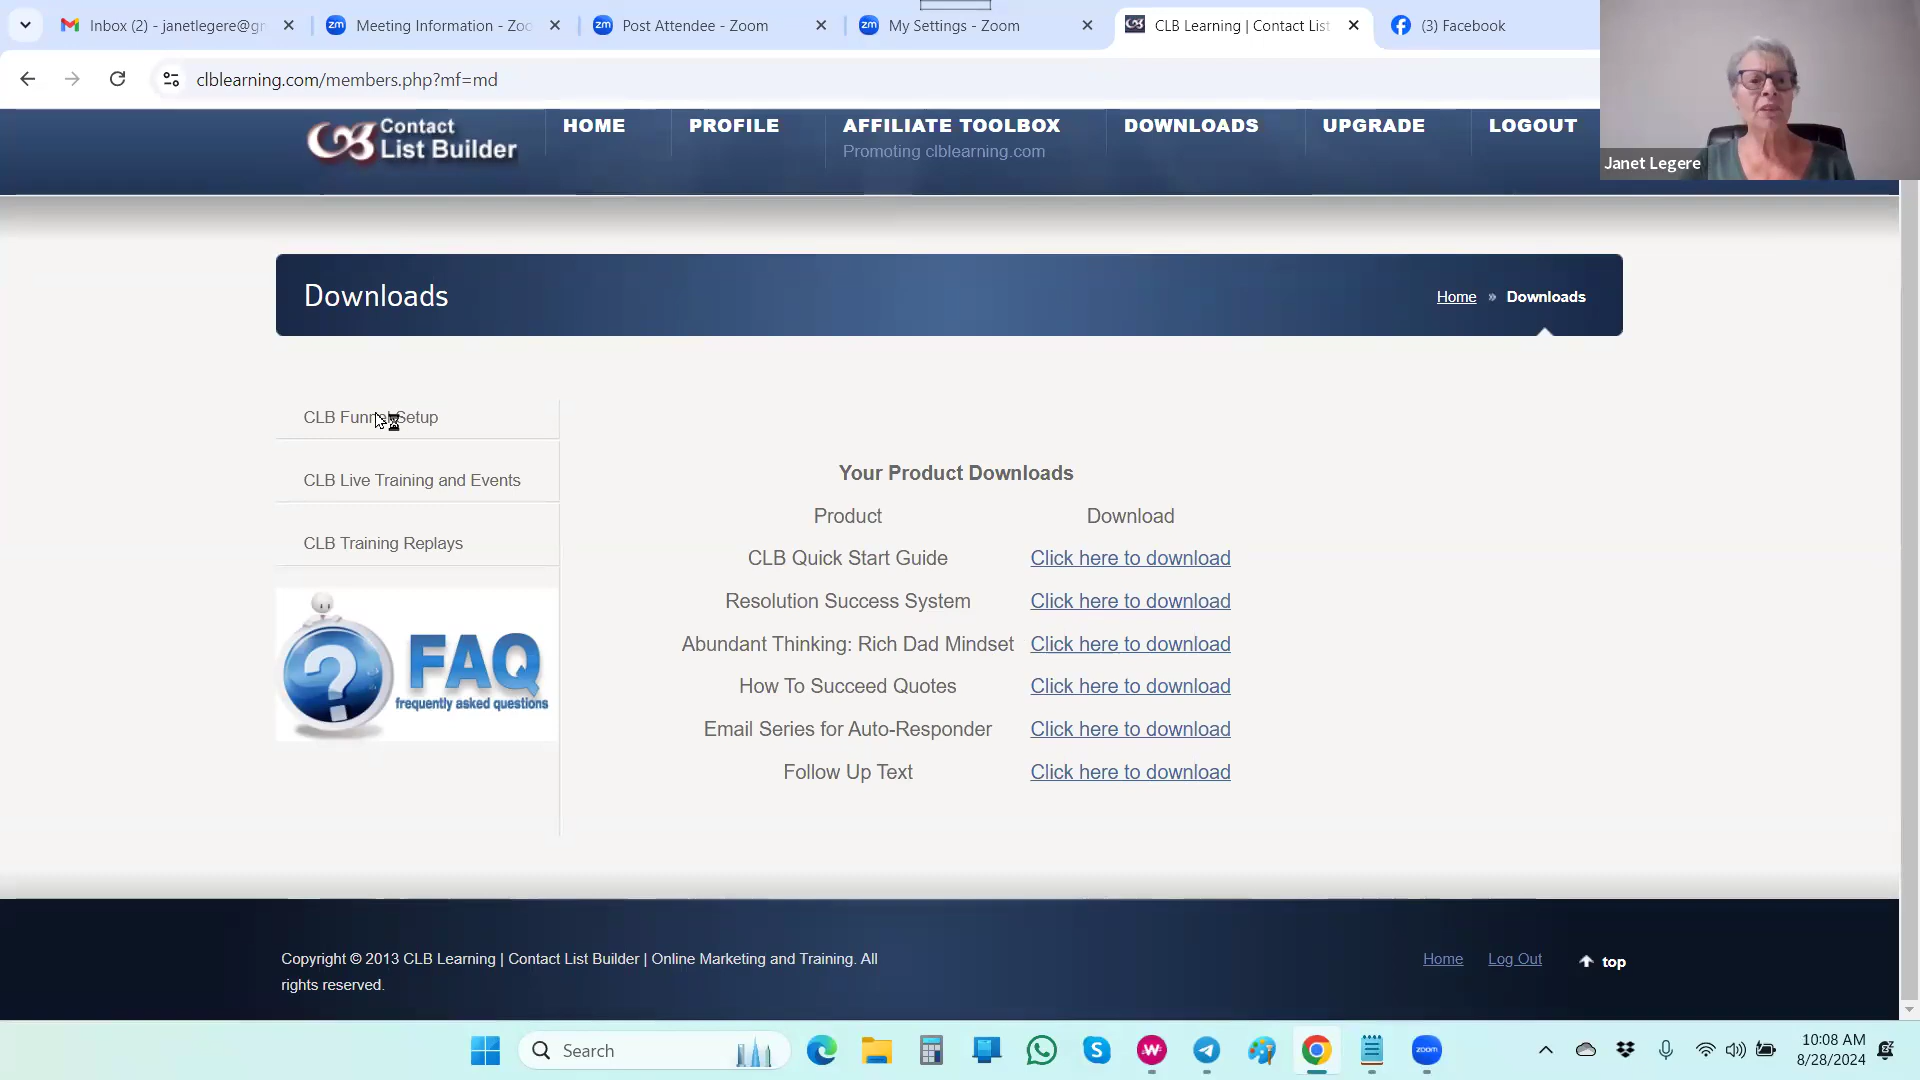 Inbox (2) - janetlegere@g
Meeting Information - Zoo
Post Attendee - Zoom
My Settings - Zoom
CLB Learning | Contact List
(3) Facebook
clblearning.com/members.php?mf=md
Contact
List Builder
HOME
PROFILE
AFFILIATE TOOLBOX
Promoting clblearning.com
DOWNLOADS
UPGRADE
LOGOUT
Janet Legere
Downloads
Home » Downloads
CLB Funnel Setup
CLB Live Training and Events
CLB Training Replays
FAQ
frequently asked questions
Your Product Downloads
Product Download
CLB Quick Start Guide Click here to download
Resolution Success System Click here to download
Abundant Thinking: Rich Dad Mindset Click here to download
How To Succeed Quotes Click here to download
Email Series for Auto-Responder Click here to download
Follow Up Text Click here to download
Copyright © 2013 CLB Learning | Contact List Builder | Online Marketing and Training. All
rights reserved.
Home
Log Out
top
Search
zoom
10:08 AM
8/28/2024